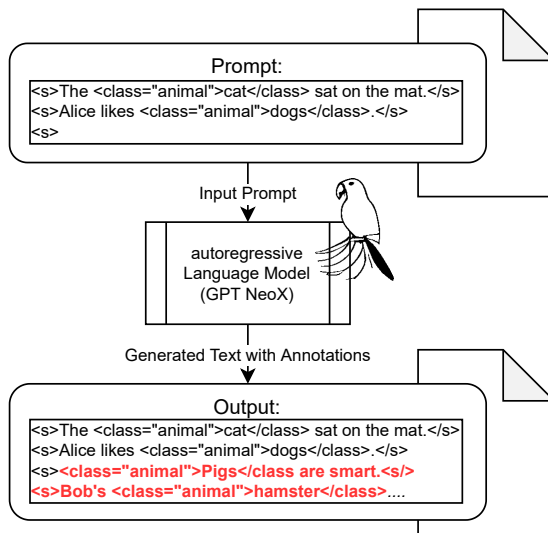 Prompt:
<s>The <class="animal">cat</class> sat on the mat.</s>
<s>Alice likes <class="animal">dogs</class>.</s>
<s>
Input Prompt
autoregressive
Language Model
(GPT NeoX)
Generated Text with Annotations
Output:
<s>The <class="animal">cat</class> sat on the mat.</s>
<s>Alice likes <class="animal">dogs</class>.</s>
<s><class="animal">Pigs</class are smart.<s/>
<s>Bob's <class="animal">hamster</class>....